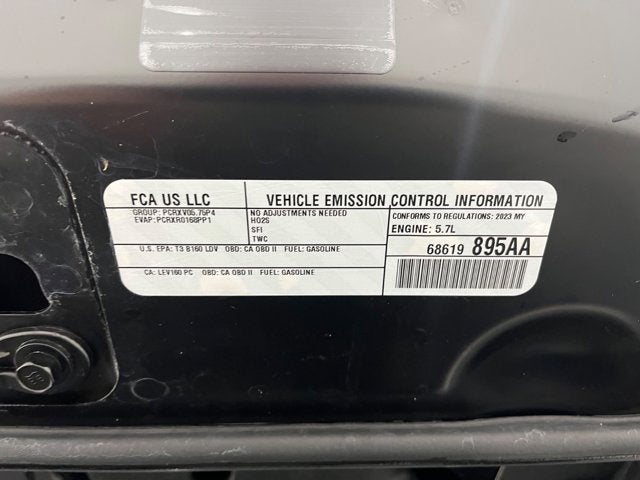 FCA US LLC
VEHICLE EMISSION CONTROL INFORMATION
GROUP: PCRXV05.75P4
EVAP: PCRXR0168PP1
NO ADJUSTMENTS NEEDED
HO2S
SFI
TWC
CONFORMS TO REGULATIONS: 2023 MY
ENGINE: 5.7L
U.S. EPA: T3 B160 LDV OBD: CA OBD II FUEL: GASOLINE
68619 895AA
CA: LEV160 PC OBD: CA OBD II FUEL: GASOLINE